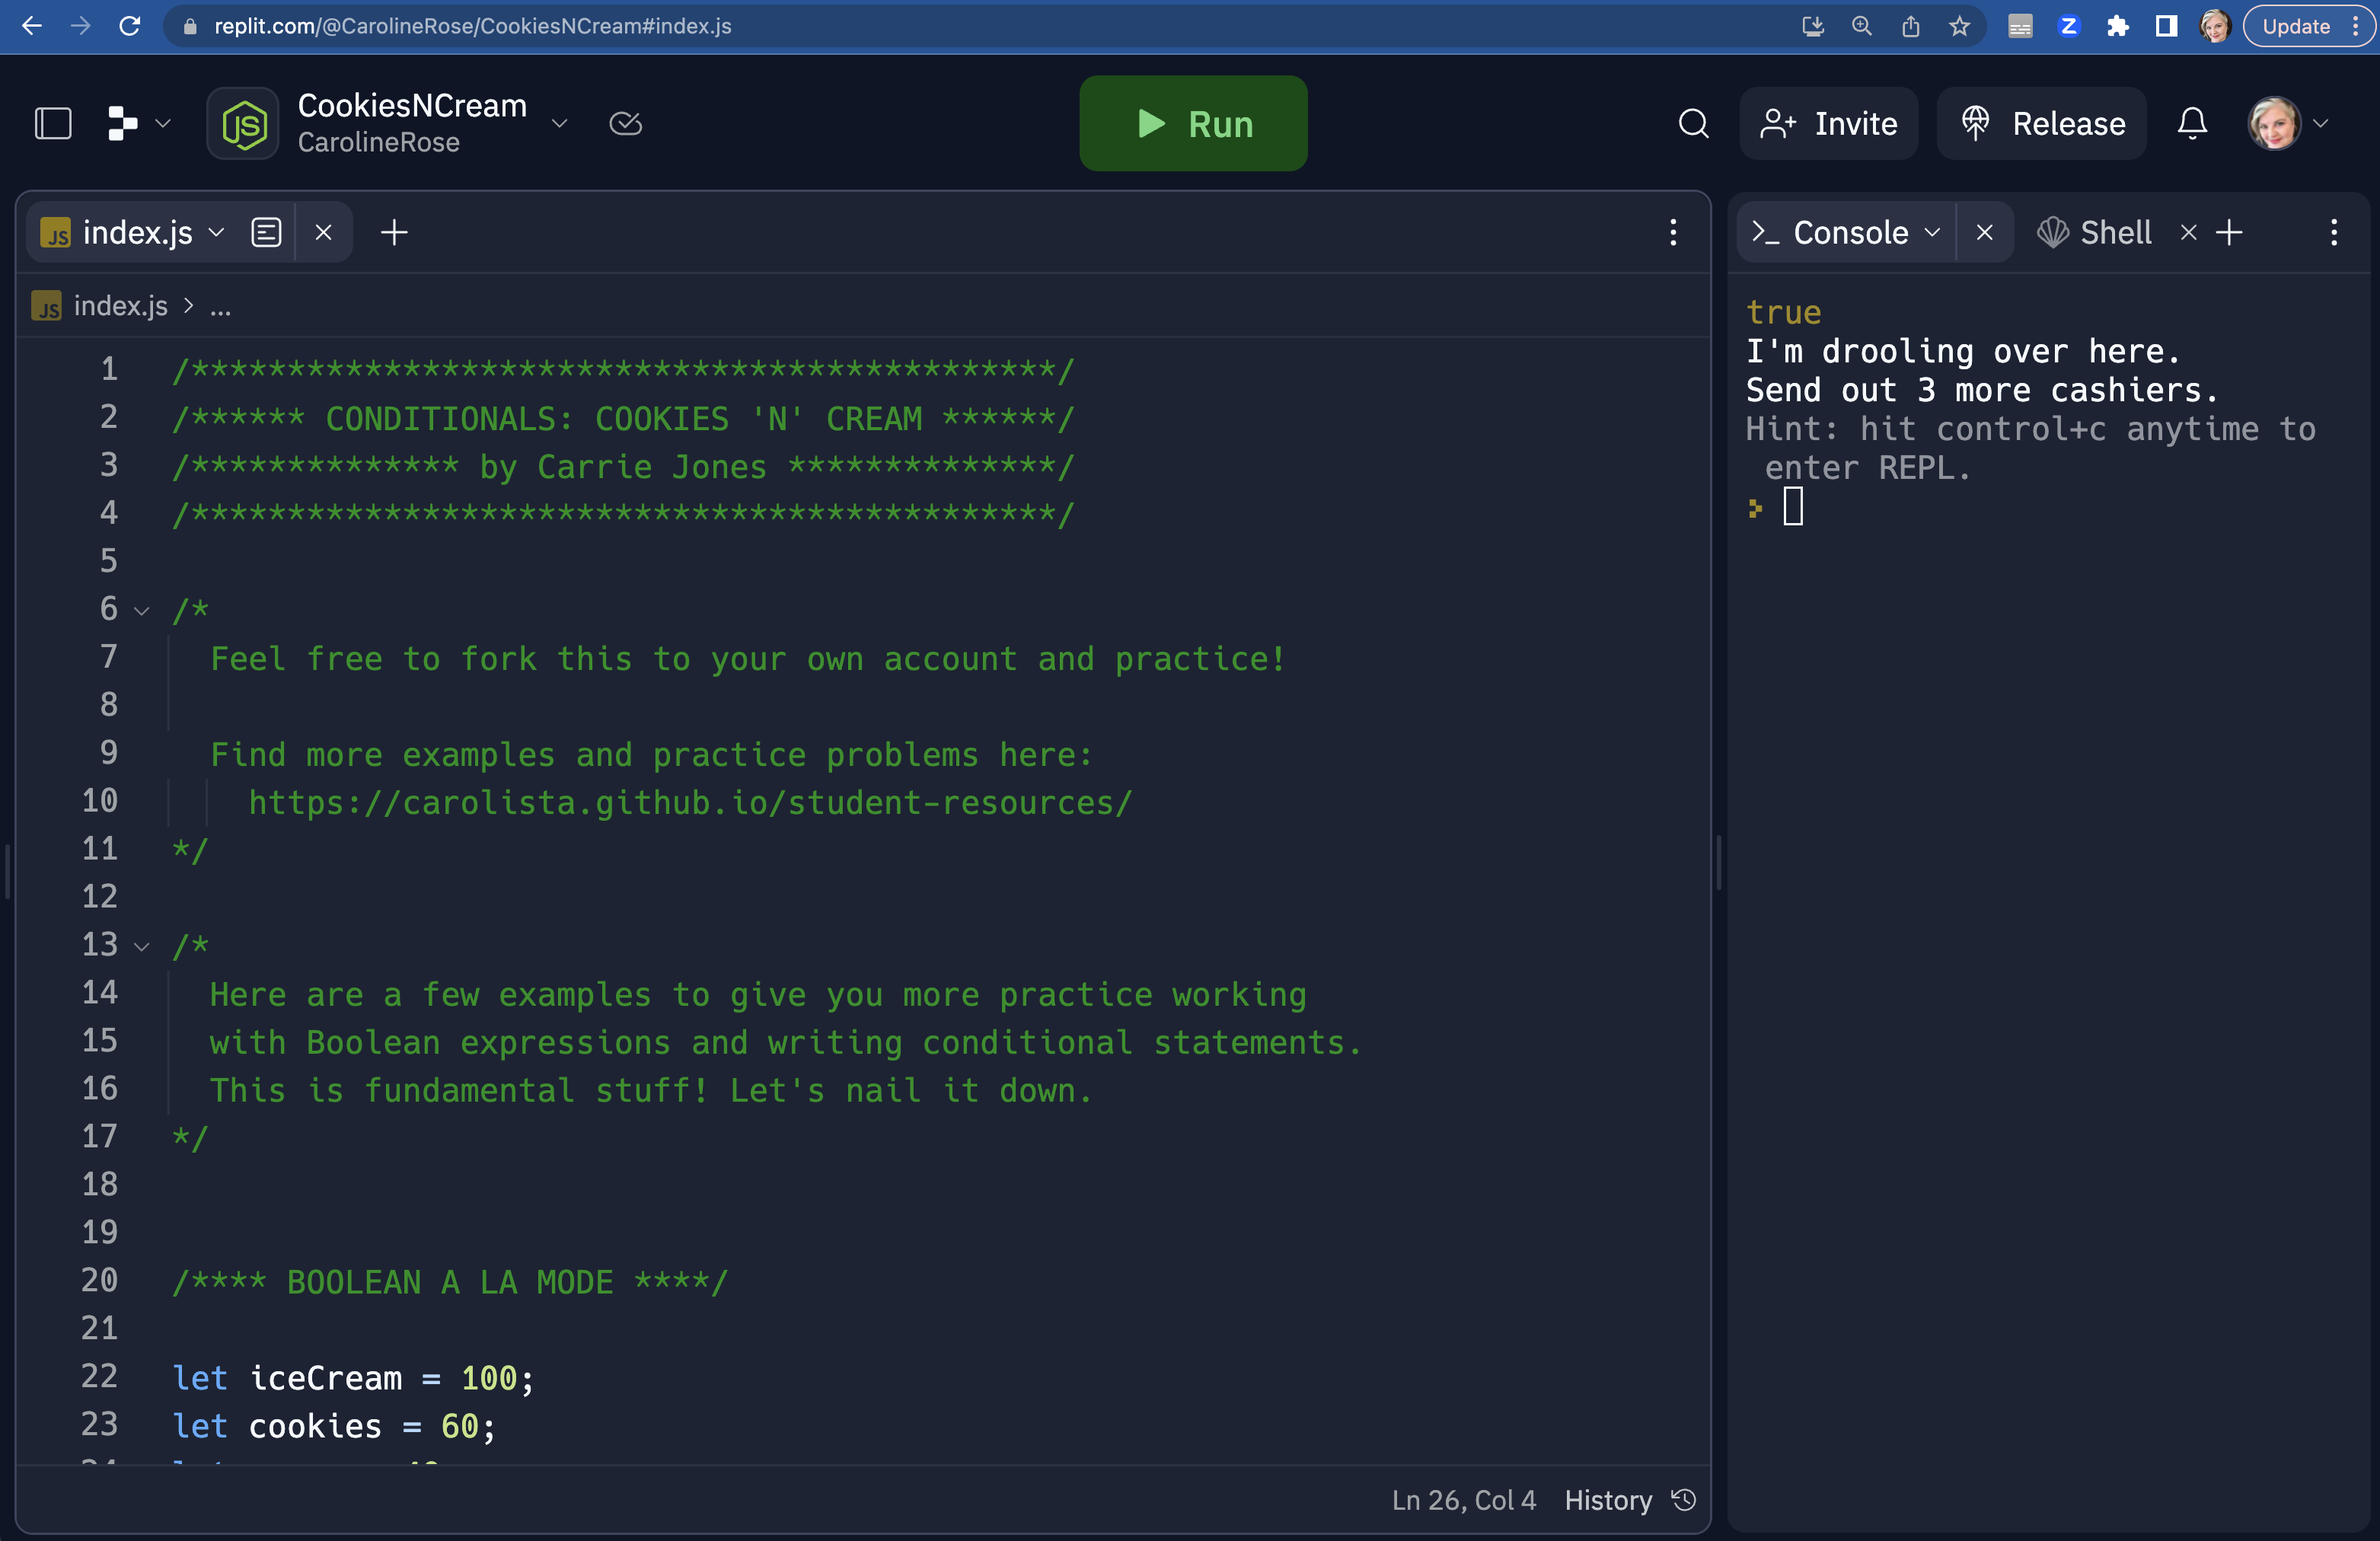 replit.com/@CarolineRose/CookiesNCream#index.js
Update
CookiesNCream
CarolineRose
Run
Invite
Release
index.js
index.js > ...
1 /*********************************************/
2 /****** CONDITIONALS: COOKIES 'N' CREAM ******/
3 /************** by Carrie Jones **************/
4 /*********************************************/
5
6 /*
7 Feel free to fork this to your own account and practice!
8
9 Find more examples and practice problems here:
10 https://carolista.github.io/student-resources/
11 */
12
13 /*
14 Here are a few examples to give you more practice working
15 with Boolean expressions and writing conditional statements.
16 This is fundamental stuff! Let's nail it down.
17 */
18
19
20 /**** BOOLEAN A LA MODE ****/
21
22 let iceCream = 100;
23 let cookies = 60;
Ln 26, Col 4 History
Console
Shell
true
I'm drooling over here.
Send out 3 more cashiers.
Hint: hit control+c anytime to
enter REPL.